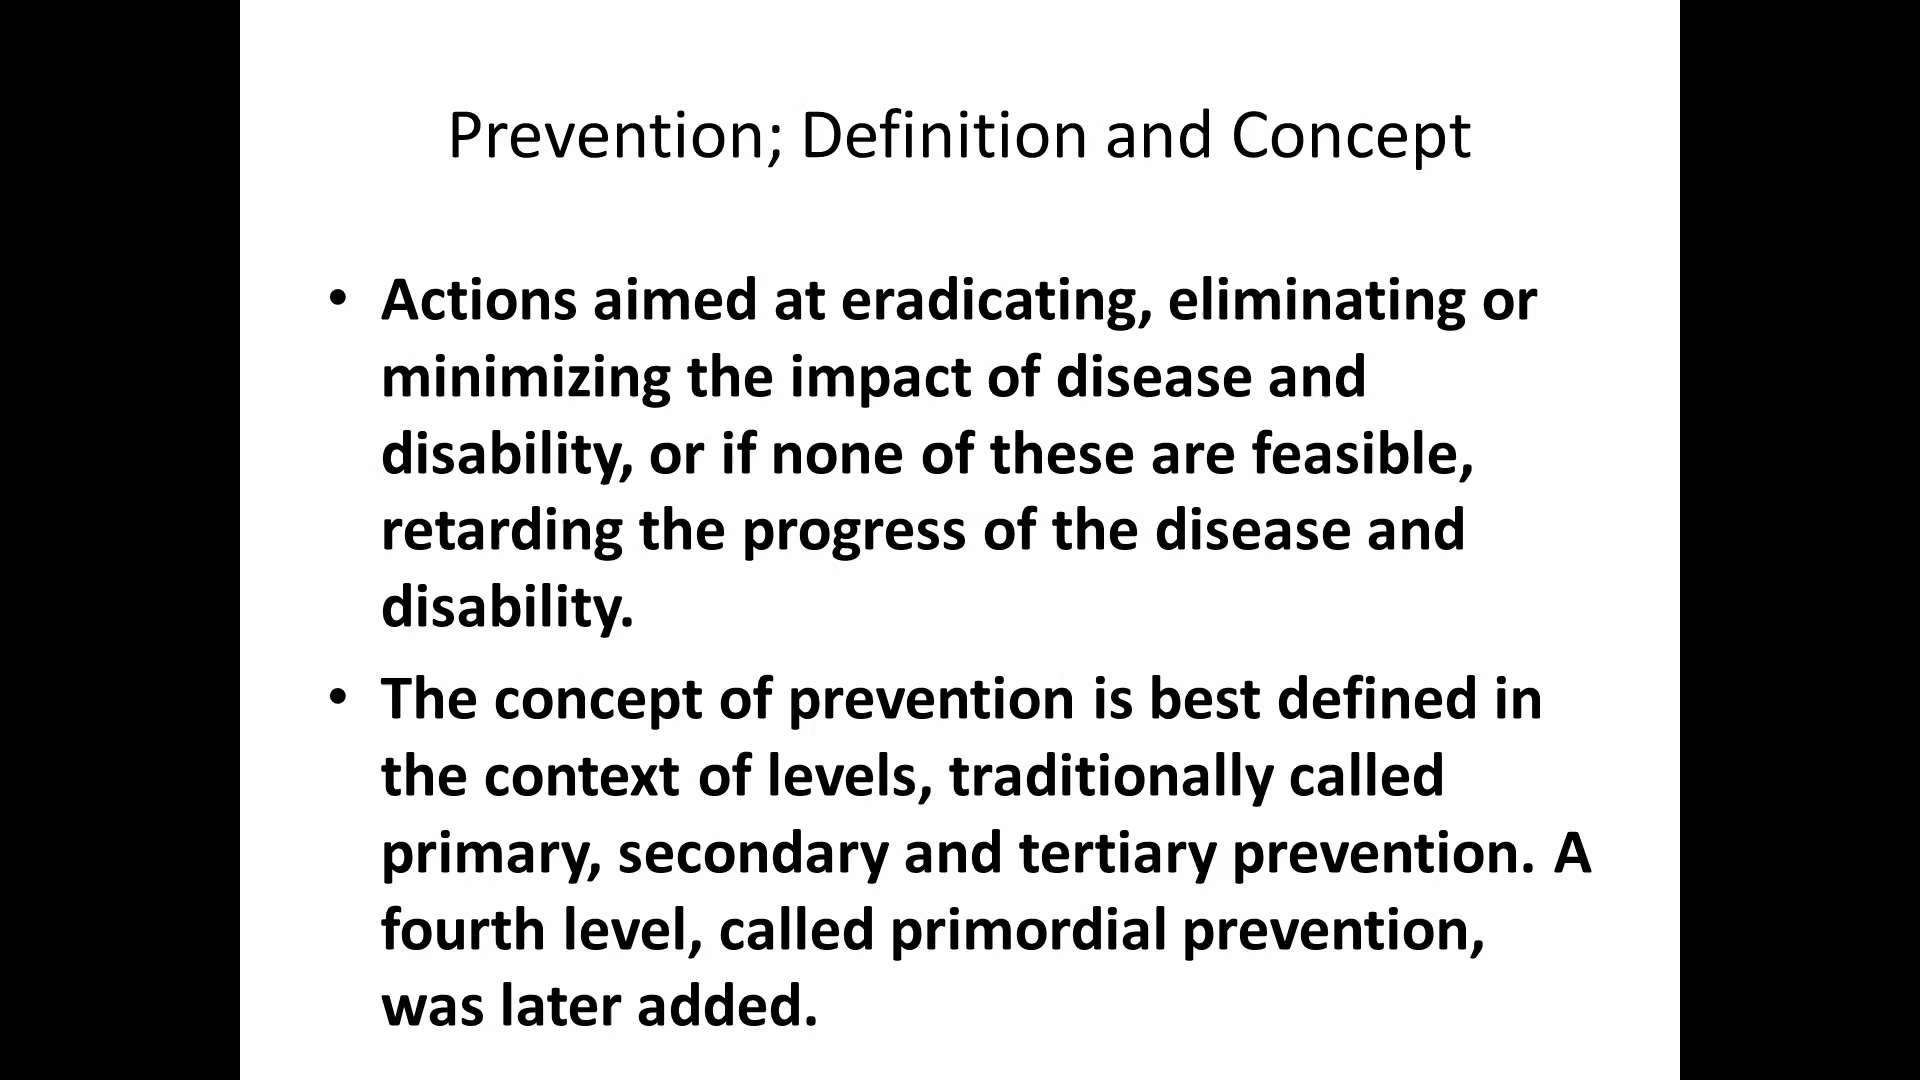 Prevention; Definition and Concept
• Actions aimed at eradicating, eliminating or
minimizing the impact of disease and
disability, or if none of these are feasible,
retarding the progress of the disease and
disability.
• The concept of prevention is best defined in
the context of levels, traditionally called
primary, secondary and tertiary prevention. A
fourth level, called primordial prevention,
was later added.